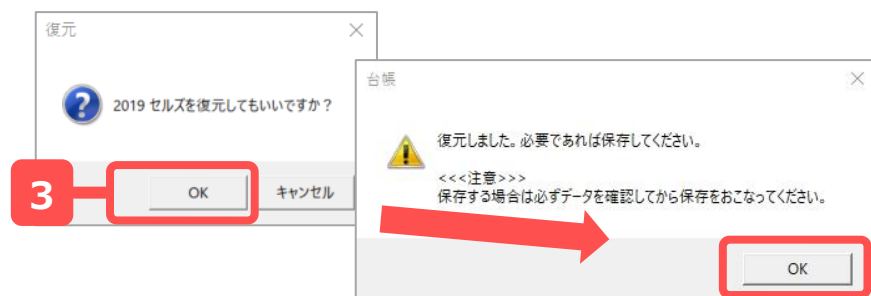 復元
2019 セルズを復元してもいいですか？
3
OK
キャンセル
台帳
復元しました。必要であれば保存してください。
<<<注意>>>
保存する場合は必ずデータを確認してから保存をおこなってください。
OK